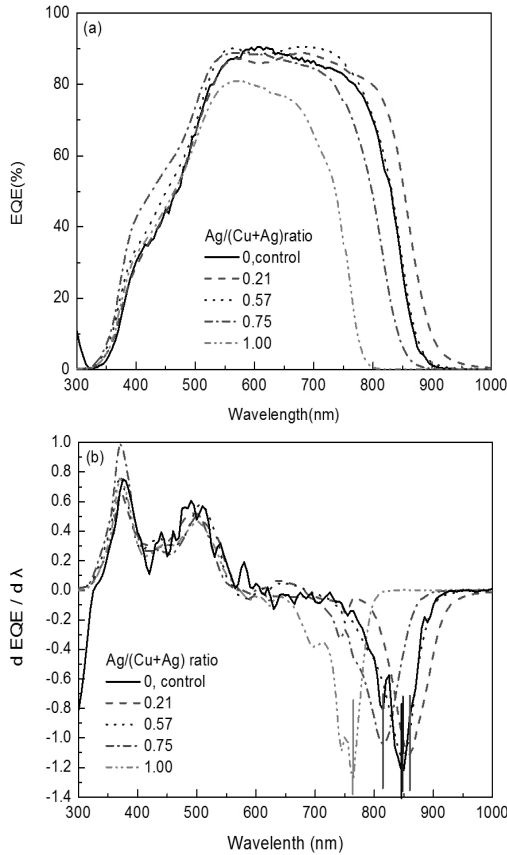 (a)
100
80
60
40
20
0
EQE(%)
Ag/(Cu+Ag)ratio
0,control
0.21
0.57
0.75
1.00
300 400 500 600 700 800 900 1000
Wavelength(nm)
(b)
1.0
0.8
0.6
0.4
0.2
0.0
-0.2
-0.4
-0.6
-0.8
-1.0
-1.2
-1.4
d EQE / d λ
Ag/(Cu+Ag) ratio
0, control
0.21
0.57
0.75
1.00
300 400 500 600 700 800 900 1000
Wavelenth (nm)